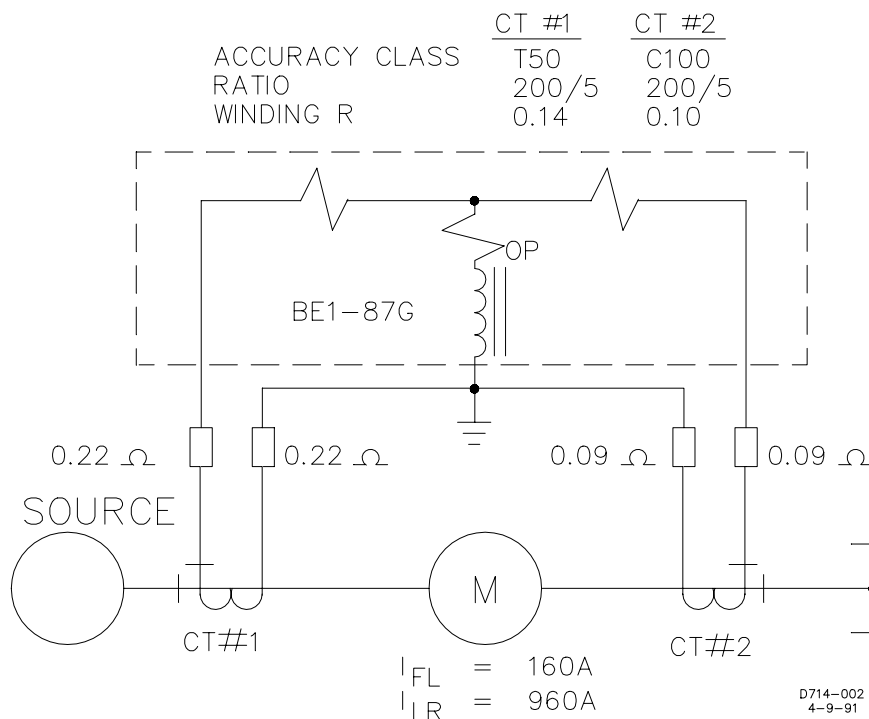 CT #1 CT #2
ACCURACY CLASS T50 C100
RATIO 200/5 200/5
WINDING R 0.14 0.10
OP
BE1-87G
0.22 Ω 0.22 Ω 0.09 Ω 0.09 Ω
SOURCE
M
CT#1 CT#2
I FL = 160A
I LR = 960A
D714-002
4-9-91